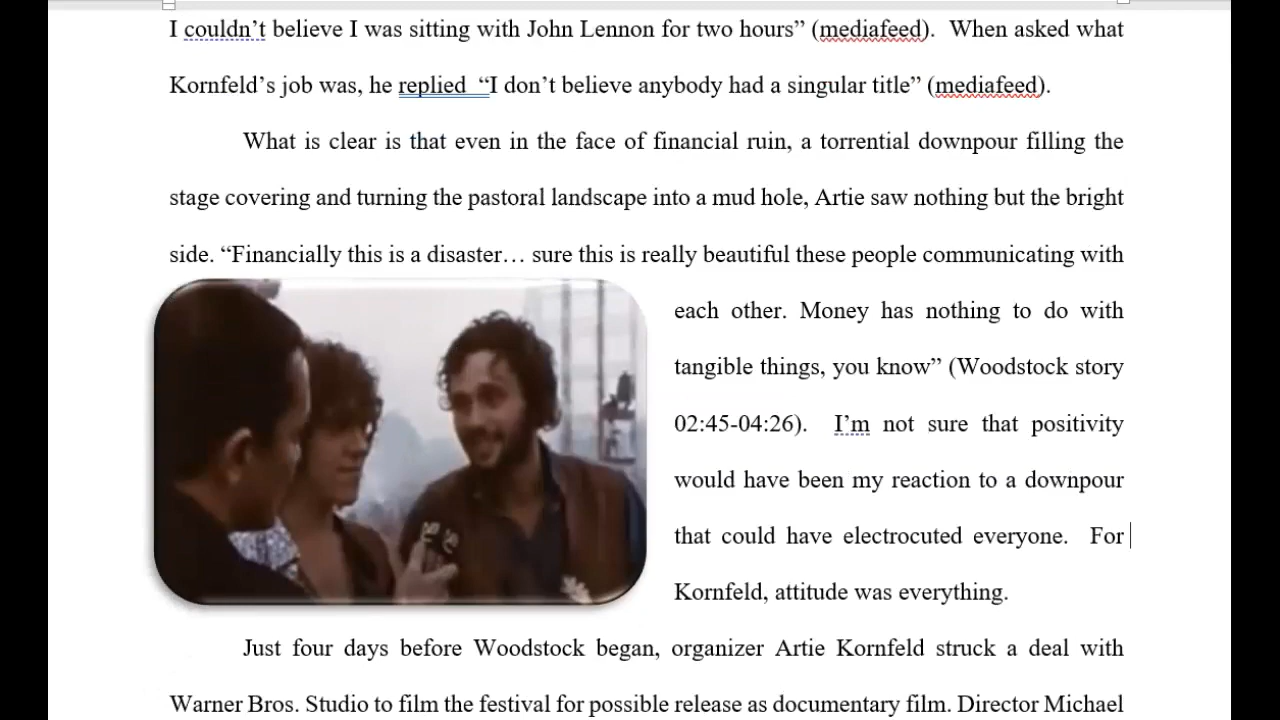 I couldn’t believe I was sitting with John Lennon for two hours” (mediafeed).  When asked what
Kornfeld’s job was, he replied  “I don’t believe anybody had a singular title” (mediafeed).
What is clear is that even in the face of financial ruin, a torrential downpour filling the
stage covering and turning the pastoral landscape into a mud hole, Artie saw nothing but the bright
side. “Financially this is a disaster… sure this is really beautiful these people communicating with
each other. Money has nothing to do with
tangible things, you know” (Woodstock story
02:45-04:26).  I’m not sure that positivity
would have been my reaction to a downpour
that could have electrocuted everyone.  For
Kornfeld, attitude was everything.
Just four days before Woodstock began, organizer Artie Kornfeld struck a deal with
Warner Bros. Studio to film the festival for possible release as documentary film. Director Michael